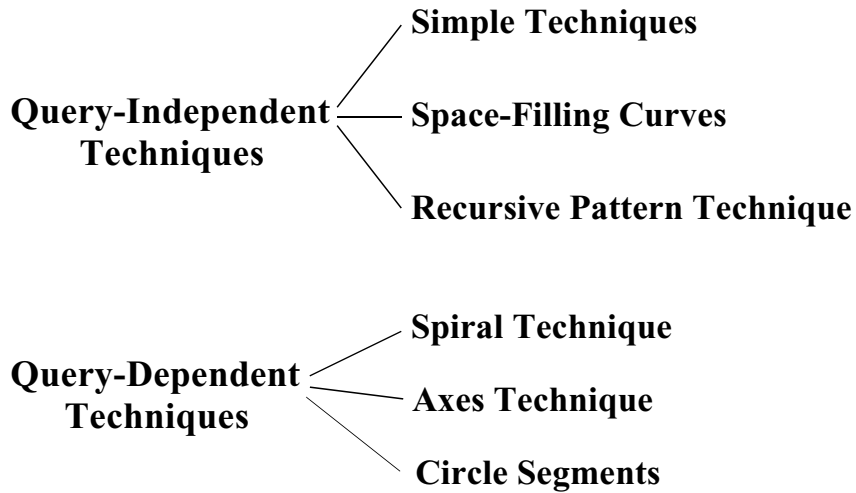 Simple Techniques
Query-Independent
Techniques
Space-Filling Curves
Recursive Pattern Technique
Spiral Technique
Query-Dependent
Techniques
Axes Technique
Circle Segments